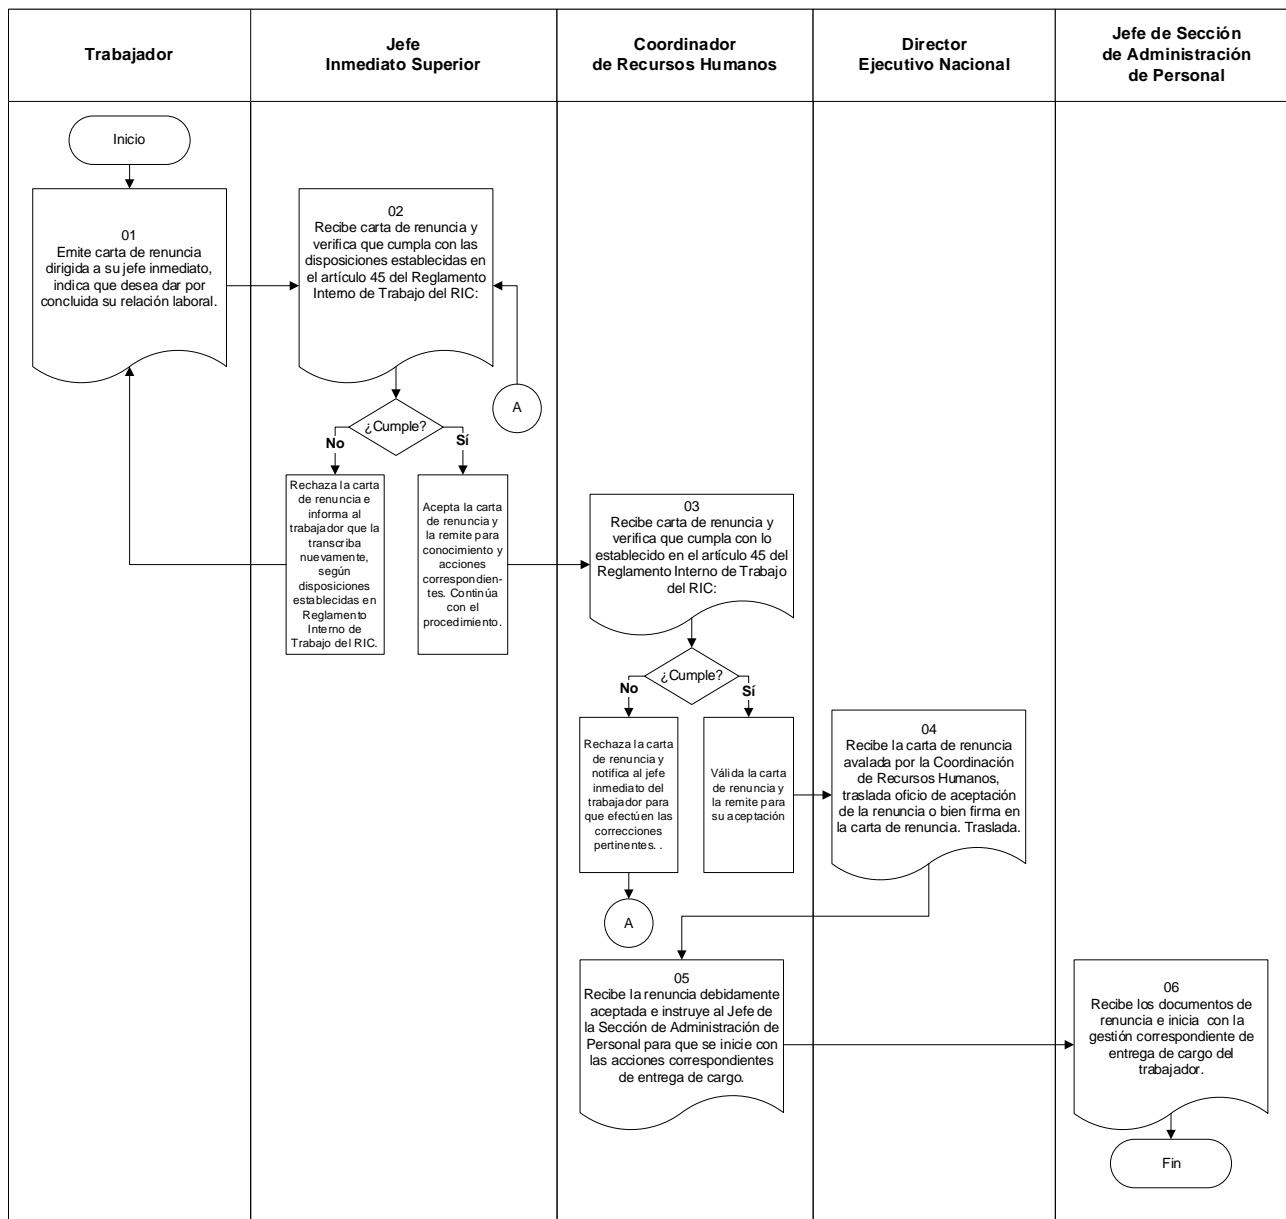 Trabajador
Jefe
Inmediato Superior
Coordinador
de Recursos Humanos
Director
Ejecutivo Nacional
Jefe de Sección
de Administración
de Personal
Inicio
01
Emite carta de renuncia
dirigida a su jefe inmediato,
indica que desea dar por
concluida su relación laboral.
02
Recibe carta de renuncia y
verifica que cumpla con las
disposiciones establecidas en
el artículo 45 del Reglamento
Interno de Trabajo del RIC:
A
¿Cumple?
No
Sí
Rechaza la carta
de renuncia e
informa al
trabajador que la
transcriba
nuevamente,
según
disposiciones
establecidas en
Reglamento
Interno de
Trabajo del RIC.
Acepta la carta
de renuncia y
la remite para
conocimiento y
acciones
correspondien-
tes. Continúa
con el
procedimiento.
03
Recibe carta de renuncia y
verifica que cumpla con lo
establecido en el artículo 45 del
Reglamento Interno de Trabajo
del RIC:
¿Cumple?
No
Sí
Rechaza la carta
de renuncia y
notifica al jefe
inmediato del
trabajador para
que efectúen las
correcciones
pertinentes. .
Válida la carta
de renuncia y
la remite para
su aceptación
A
04
Recibe la carta de renuncia
avalada por la Coordinación
de Recursos Humanos,
traslada oficio de aceptación
de la renuncia o bien firma en
la carta de renuncia. Traslada.
05
Recibe la renuncia debidamente
aceptada e instruye al Jefe de
la Sección de Administración de
Personal para que se inicie con
las acciones correspondientes
de entrega de cargo.
06
Recibe los documentos de
renuncia e inicia con la
gestión correspondiente de
entrega de cargo del
trabajador.
Fin